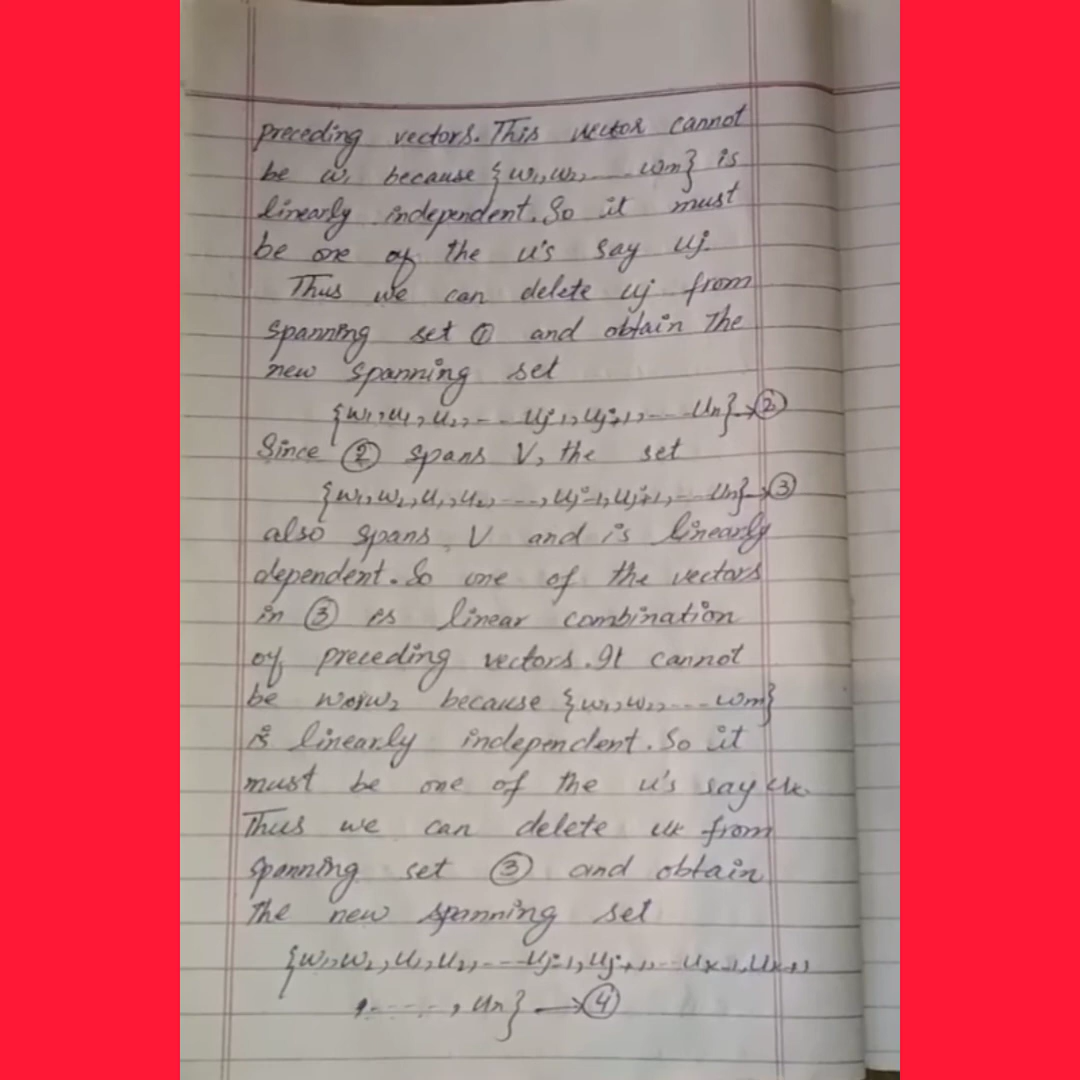 preceding vectors. This vector cannot
be w₁ because {w₁,w₂,....wm} is
linearly independent. So it must
be one of the u's say uj.
Thus we can delete uj from
spanning set ① and obtain the
new spanning set
{w₁,u₁,u₂,--- uj-1,uj+1,---un}→②
Since ② spans V, the set
{w₁,w₂,u₁,u₂,....,uj-1,uj+1,...un}→③
also spans V and is linearly
dependent. So one of the vectors
in ③ is linear combination
of preceding vectors. It cannot
be w₁orw₂ because {w₁,w₂,....wm}
is linearly independent. So it
must be one of the u's say uk.
Thus we can delete uk from
spanning set ③ and obtain
the new spanning set
{w₁,w₂,u₁,u₂,---uj-1,uj+1,--uk-1,uk+1
,-----,un}→④